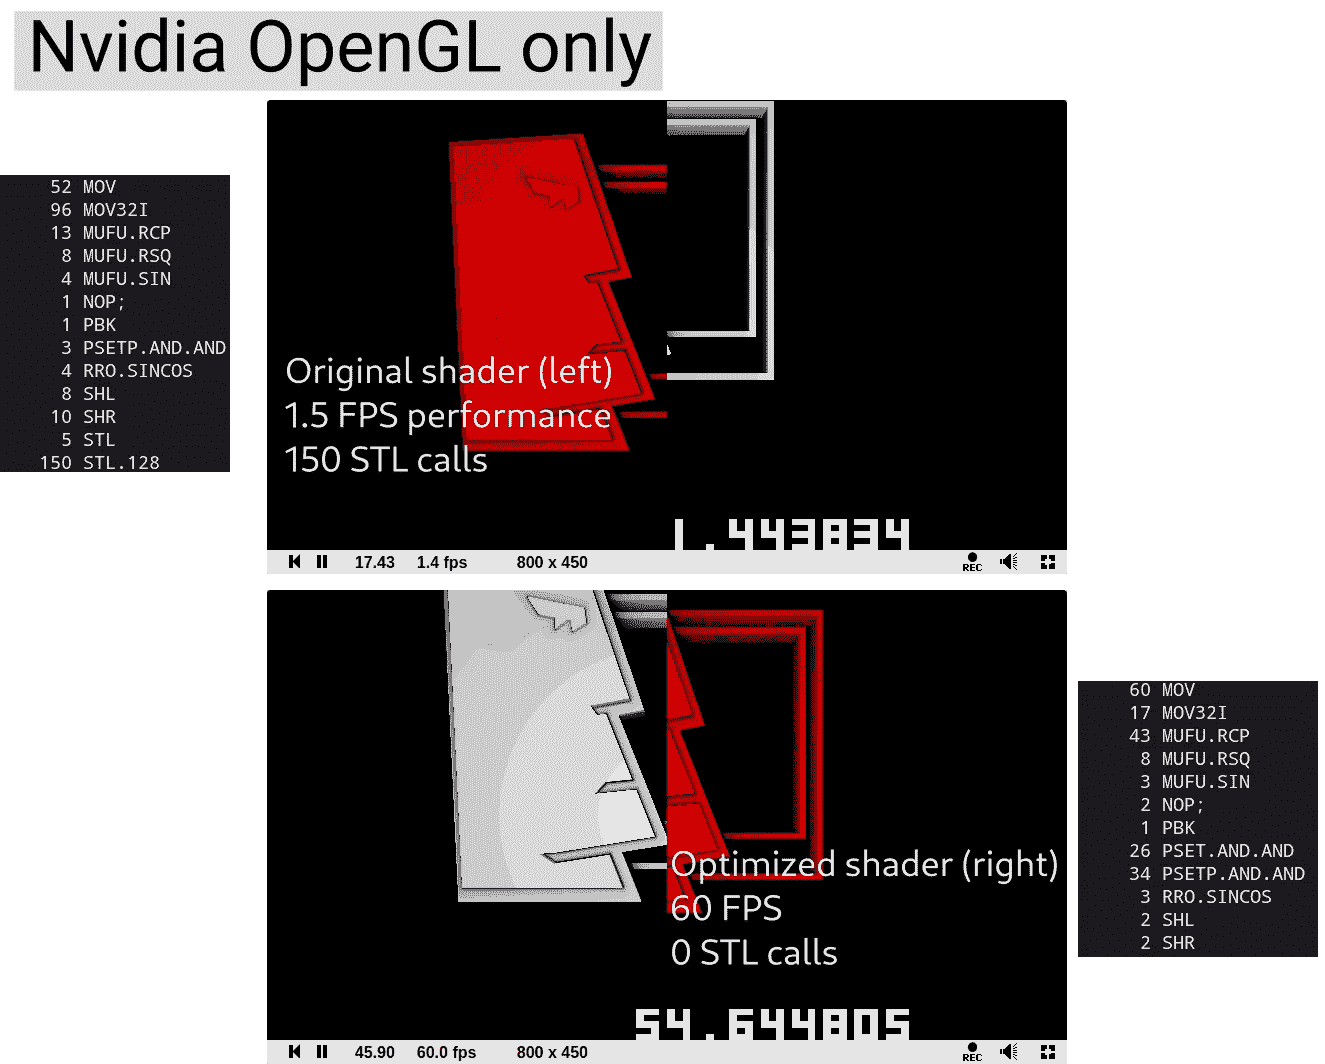 Nvidia OpenGL only
52 MOV
96 MOV32I
13 MUFU.RCP
8 MUFU.RSQ
4 MUFU.SIN
1 NOP;
1 PBK
3 PSETP.AND.AND
4 RRO.SINCOS
8 SHL
10 SHR
5 STL
150 STL.128
Original shader (left)
1.5 FPS performance
150 STL calls
1.443834
17.43 1.4 fps 800 x 450 REC
60 MOV
17 MOV32I
43 MUFU.RCP
8 MUFU.RSQ
3 MUFU.SIN
2 NOP;
1 PBK
26 PSET.AND.AND
34 PSETP.AND.AND
3 RRO.SINCOS
2 SHL
2 SHR
Optimized shader (right)
60 FPS
0 STL calls
54.644805
45.90 60.0 fps 800 x 450 REC